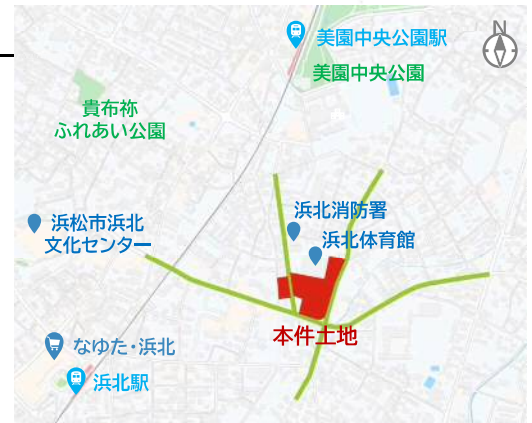 N
美園中央公園駅
美園中央公園
貴布祢
ふれあい公園
浜北消防署
浜松市浜北
文化センター
浜北体育館
本件土地
なゆた・浜北
浜北駅